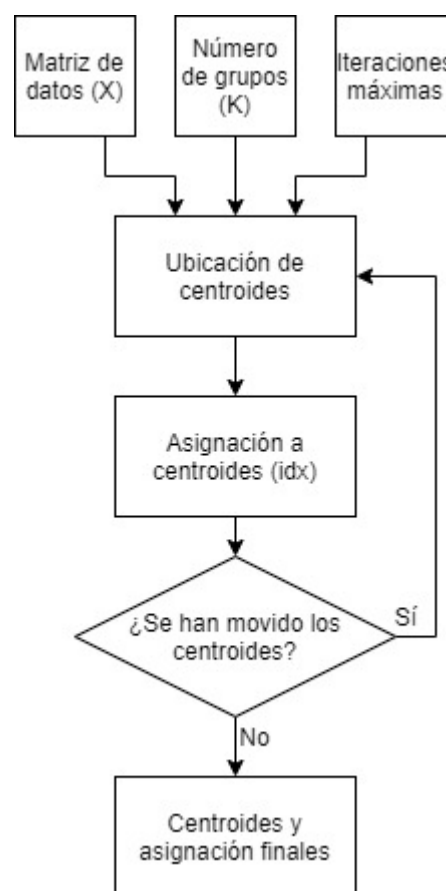 Matriz de
datos (X)
Número
de grupos
(K)
Iteraciones
máximas
Ubicación de
centroides
Asignación a
centroides (idx)
¿Se han movido los
centroides?
Sí
No
Centroides y
asignación finales